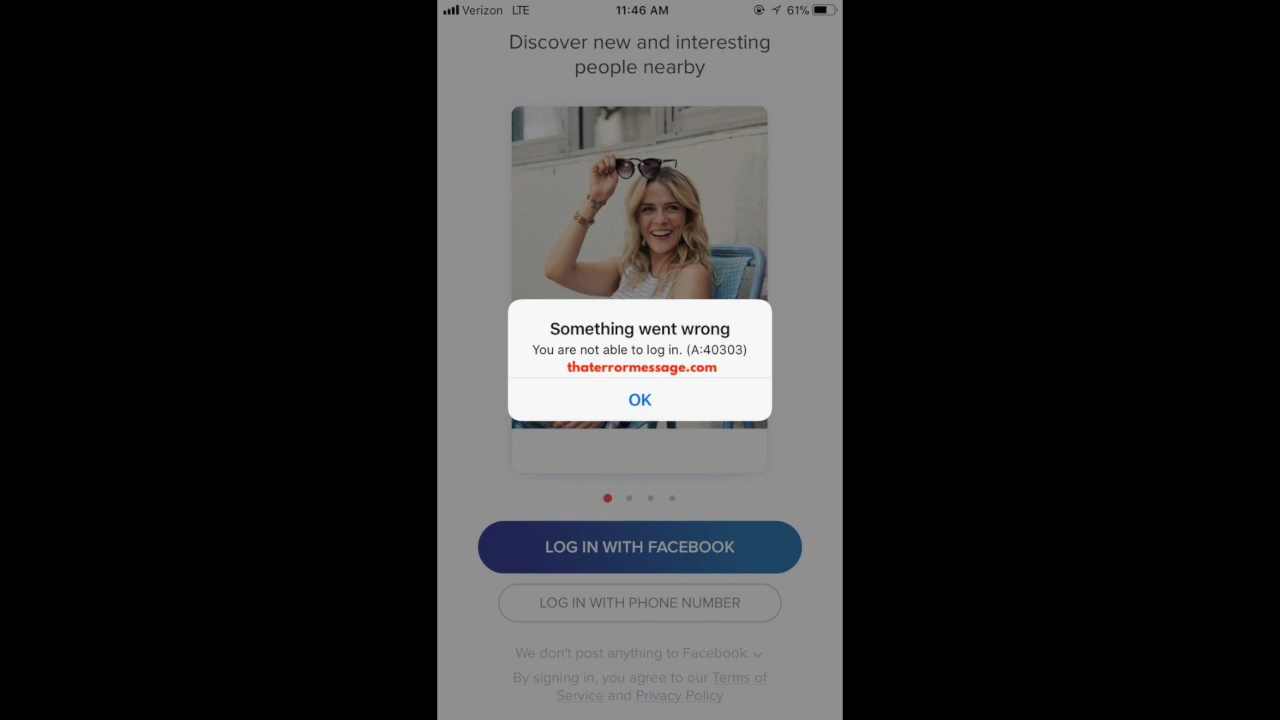 Verizon LTE 11:46 AM 61%
Discover new and interesting
people nearby
Something went wrong
You are not able to log in. (A:40303)
thaterrormessage.com
OK
LOG IN WITH FACEBOOK
LOG IN WITH PHONE NUMBER
We don't post anything to Facebook.
By signing in, you agree to our Terms of
Service and Privacy Policy